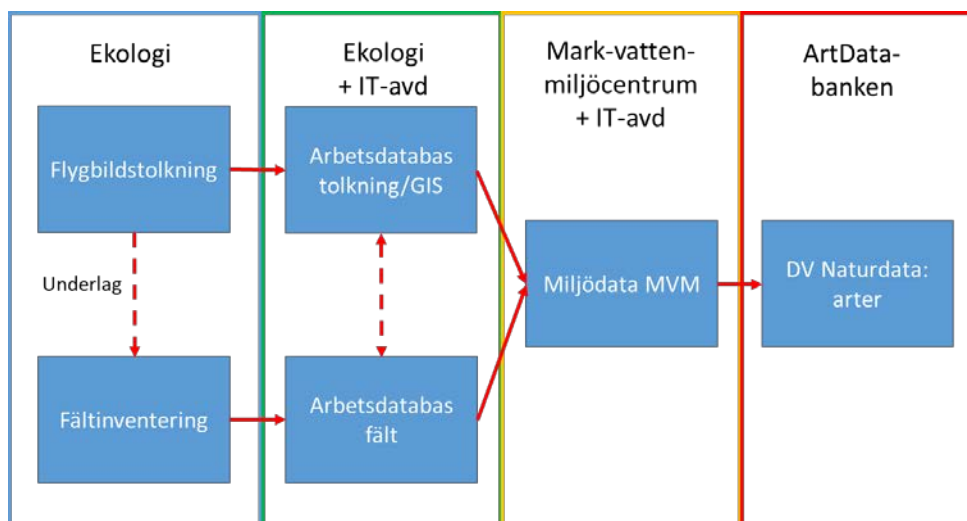 Ekologi
Ekologi
+ IT-avd
Mark-vatten-
miljöcentrum
+ IT-avd
ArtData-
banken
Flygbildstolkning
Arbetsdatabas
tolkning/GIS
Underlag
Miljödata MVM
DV Naturdata:
arter
Fältinventering
Arbetsdatabas
fält